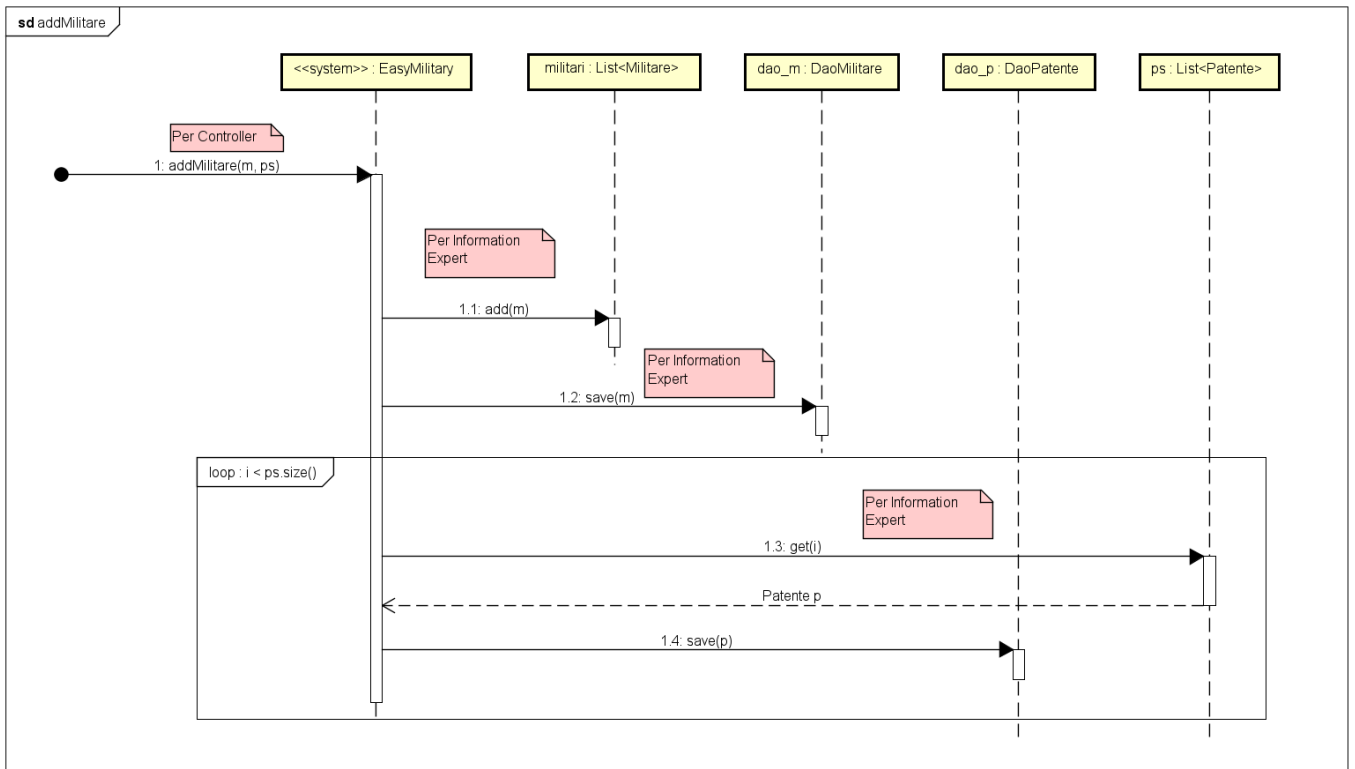 sd addMilitare
<<system>> : EasyMilitary
militari : List<Militare>
dao_m : DaoMilitare
dao_p : DaoPatente
ps : List<Patente>
Per Controller
1: addMilitare(m, ps)
Per Information
Expert
1.1: add(m)
Per Information
Expert
1.2: save(m)
loop : i < ps.size()
Per Information
Expert
1.3: get(i)
Patente p
1.4: save(p)